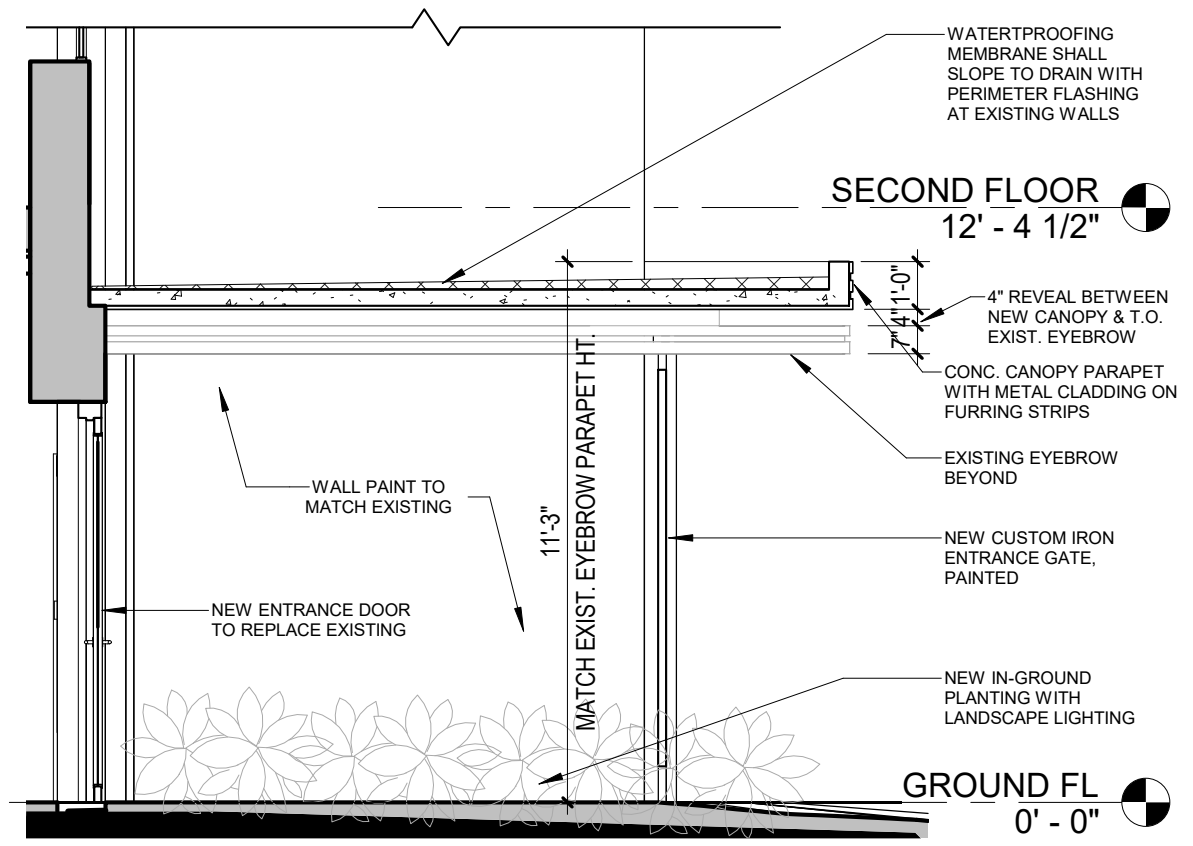 WATERTPROOFING
MEMBRANE SHALL
SLOPE TO DRAIN WITH
PERIMETER FLASHING
AT EXISTING WALLS
SECOND FLOOR
12' - 4 1/2"
1'-0"
4"
7"
4" REVEAL BETWEEN
NEW CANOPY & T.O.
EXIST. EYEBROW
CONC. CANOPY PARAPET
WITH METAL CLADDING ON
FURRING STRIPS
EXISTING EYEBROW
BEYOND
WALL PAINT TO
MATCH EXISTING
11'-3"
MATCH EXIST. EYEBROW PARAPET HT.
NEW CUSTOM IRON
ENTRANCE GATE,
PAINTED
NEW ENTRANCE DOOR
TO REPLACE EXISTING
NEW IN-GROUND
PLANTING WITH
LANDSCAPE LIGHTING
GROUND FL
0' - 0"